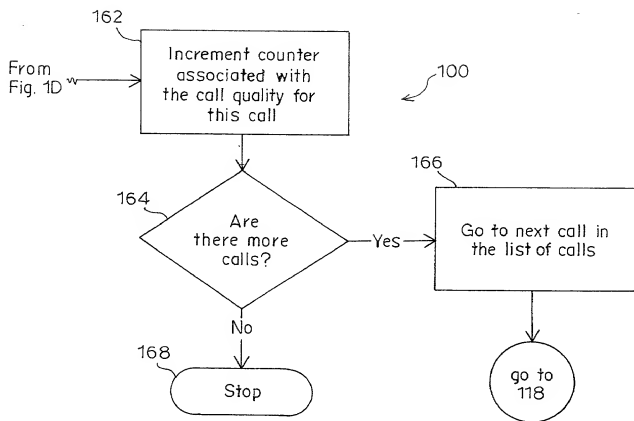 162
Increment counter
associated with
the call quality for
this call
From
Fig. 1D
100
164
Are
there more
calls?
Yes
166
Go to next call in
the list of calls
No
168
Stop
go to
118